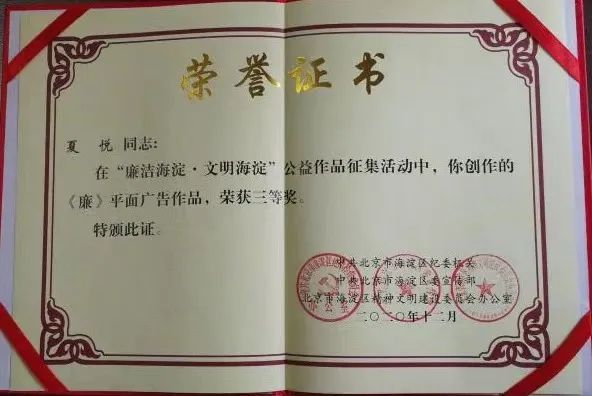 荣誉证书
夏 悦 同志：
在“廉洁海淀·文明海淀”公益作品征集活动中，你创作的
《廉》平面广告作品，荣获三等奖。
特颁此证。
中共北京市海淀区纪委机关
中共北京市海淀区委宣传部
北京市海淀区精神文明建设委员会办公室
二〇二〇年十二月